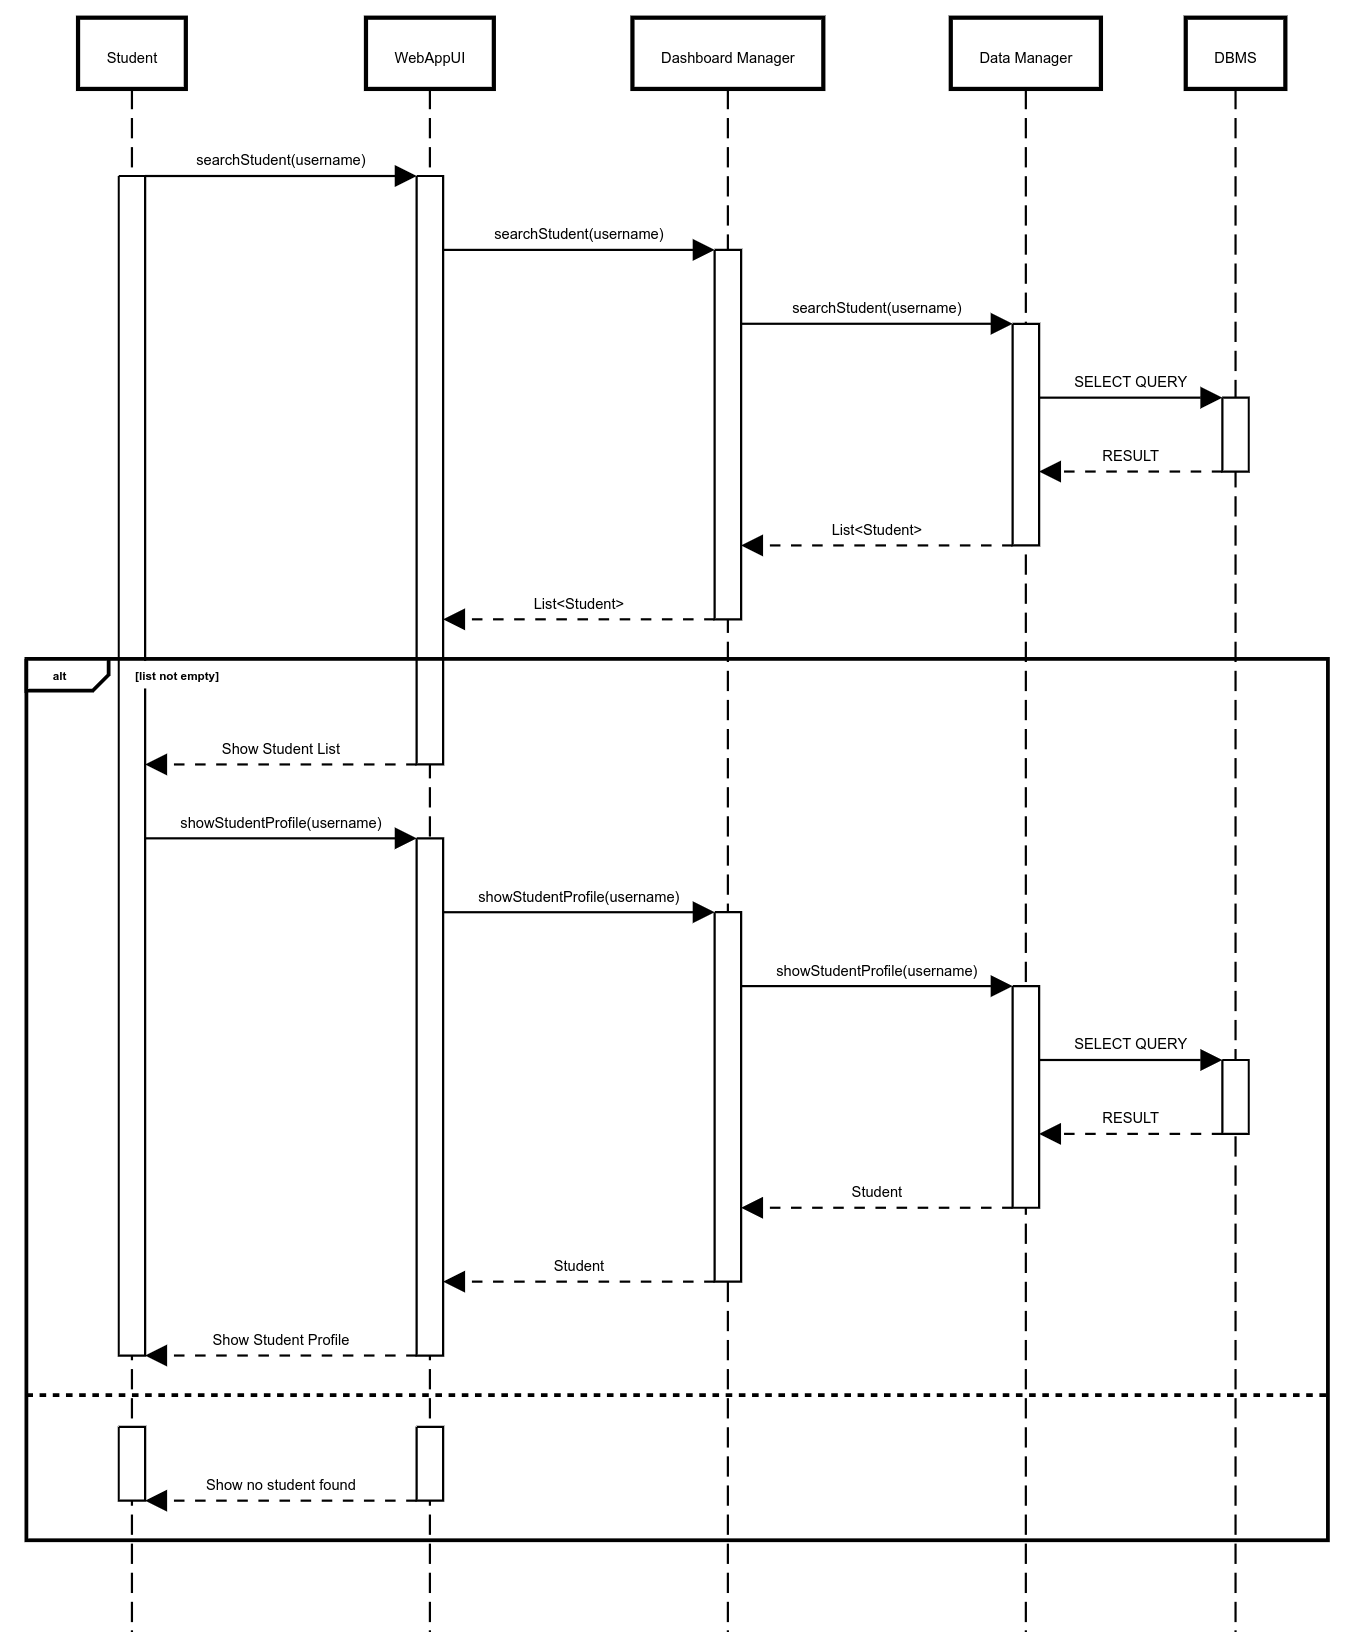 Student
WebAppUI
Dashboard Manager
Data Manager
DBMS
searchStudent(username)
searchStudent(username)
searchStudent(username)
SELECT QUERY
RESULT
List<Student>
List<Student>
alt
[list not empty]
Show Student List
showStudentProfile(username)
showStudentProfile(username)
showStudentProfile(username)
SELECT QUERY
RESULT
Student
Student
Show Student Profile
Show no student found